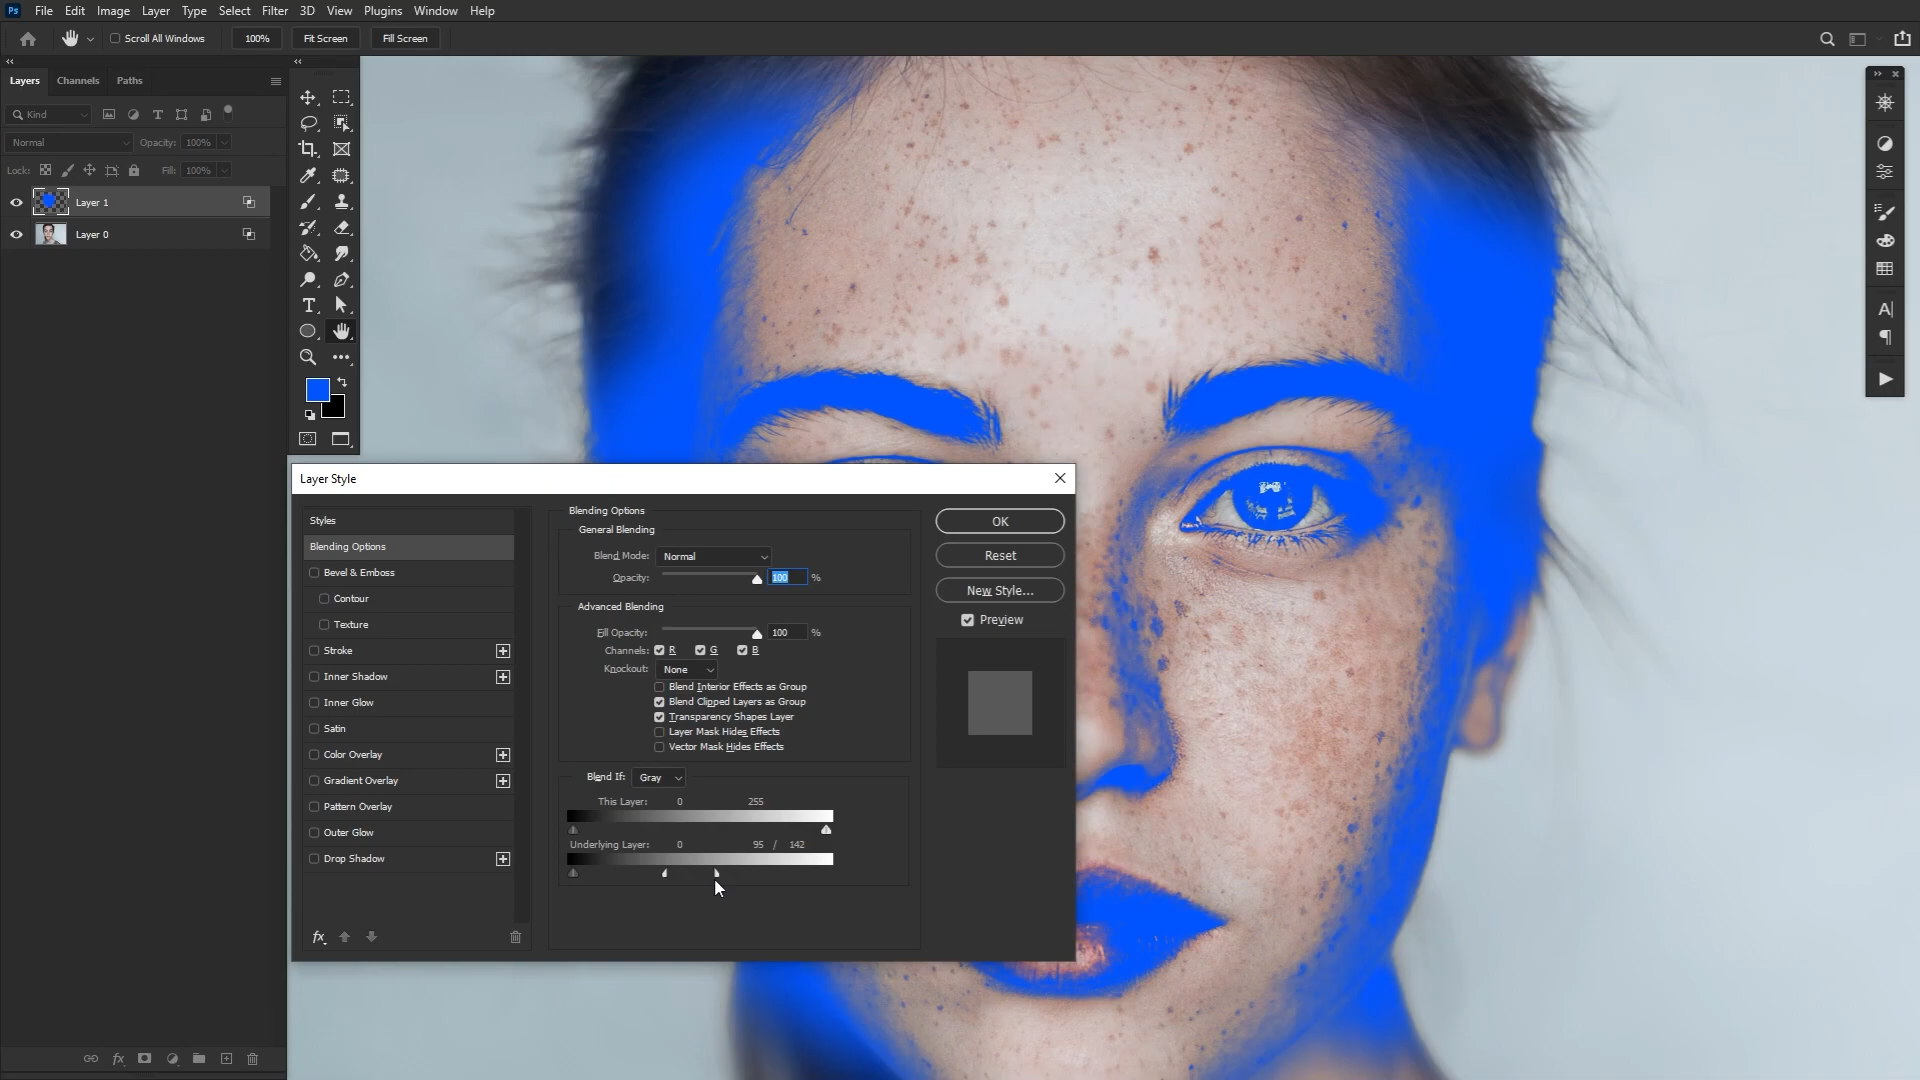 Ps File Edit Image Layer Type Select Filter 3D View Plugins Window Help
Scroll All Windows 100% Fit Screen Fill Screen
Layers Channels Paths
Kind
Normal Opacity: 100%
Lock: Fill: 100%
Layer 1
Layer 0
Layer Style
Styles
Blending Options
Bevel & Emboss
Contour
Texture
Stroke
Inner Shadow
Inner Glow
Satin
Color Overlay
Gradient Overlay
Pattern Overlay
Outer Glow
Drop Shadow
fx
Blending Options
General Blending
Blend Mode: Normal
Opacity: 100 %
Advanced Blending
Fill Opacity: 100 %
Channels: R G B
Knockout: None
Blend Interior Effects as Group
Blend Clipped Layers as Group
Transparency Shapes Layer
Layer Mask Hides Effects
Vector Mask Hides Effects
Blend If: Gray
This Layer: 0 255
Underlying Layer: 0 95 / 142
OK
Reset
New Style...
Preview
fx